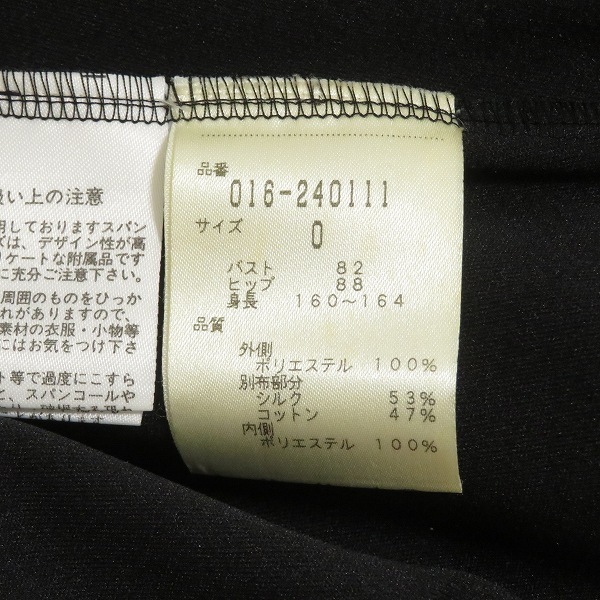 扱い上の注意
用しておりますスパン
ズは、デザイン性が高
リケートな附属品です
に充分ご注意下さい。
周囲のものをひっか
れがありますので、
素材の衣服・小物等
にはお気をつけ下さ
ト等で過度にこすら
と、スパンコールや
品番
016-240111
サイズ
0
バスト 82
ヒップ 88
身長 160～164
品質
外側
ポリエステル 100%
別布部分
シルク 53%
コットン 47%
内側
ポリエステル 100%